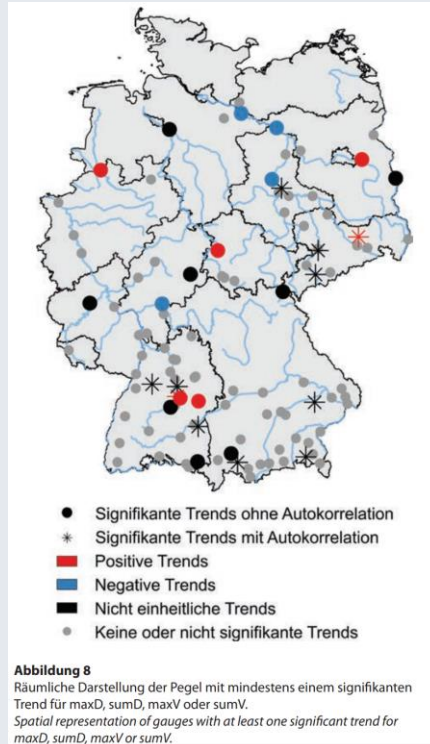 Signifikante Trends ohne Autokorrelation
Signifikante Trends mit Autokorrelation
Positive Trends
Negative Trends
Nicht einheitliche Trends
Keine oder nicht signifikante Trends
Abbildung 8
Räumliche Darstellung der Pegel mit mindestens einem signifikanten
Trend für maxD, sumD, maxV oder sumV.
Spatial representation of gauges with at least one significant trend for
maxD, sumD, maxV or sumV.